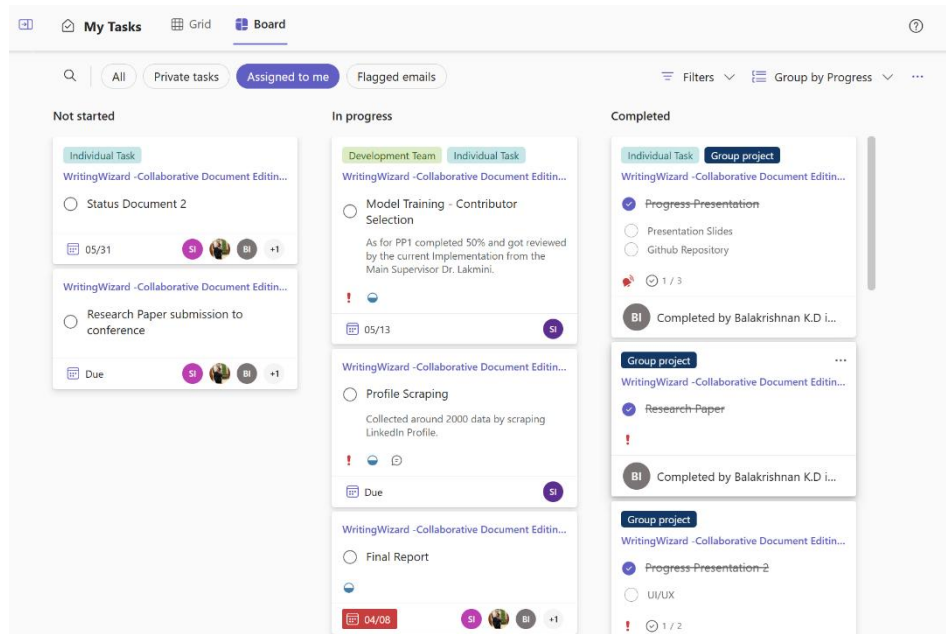 My Tasks
Grid
Board
All
Private tasks
Assigned to me
Flagged emails
Filters
Group by Progress
Not started
Individual Task
WritingWizard -Collaborative Document Editin...
Status Document 2
05/31
SI
BI
+1
WritingWizard -Collaborative Document Editin...
Research Paper submission to
conference
Due
SI
BI
+1
In progress
Development Team
Individual Task
WritingWizard -Collaborative Document Editin...
Model Training - Contributor
Selection
As for PP1 completed 50% and got reviewed
by the current Implementation from the
Main Supervisor Dr. Lakmini.
05/13
SI
WritingWizard -Collaborative Document Editin...
Profile Scraping
Collected around 2000 data by scraping
LinkedIn Profile.
Due
SI
WritingWizard -Collaborative Document Editin...
Final Report
04/08
SI
BI
+1
Completed
Individual Task
Group project
WritingWizard -Collaborative Document Editin...
Progress Presentation
Presentation Slides
Github Repository
1 / 3
BI
Completed by Balakrishnan K.D i...
Group project
WritingWizard -Collaborative Document Editin...
Research Paper
BI
Completed by Balakrishnan K.D i...
Group project
WritingWizard -Collaborative Document Editin...
Progress Presentation 2
UI/UX
1 / 2